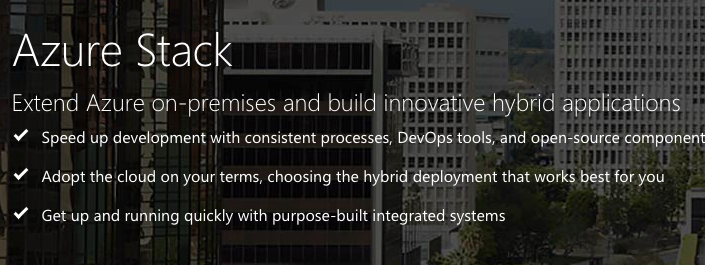 Azure Stack
Extend Azure on-premises and build innovative hybrid applications
Speed up development with consistent processes, DevOps tools, and open-source component
Adopt the cloud on your terms, choosing the hybrid deployment that works best for you
Get up and running quickly with purpose-built integrated systems